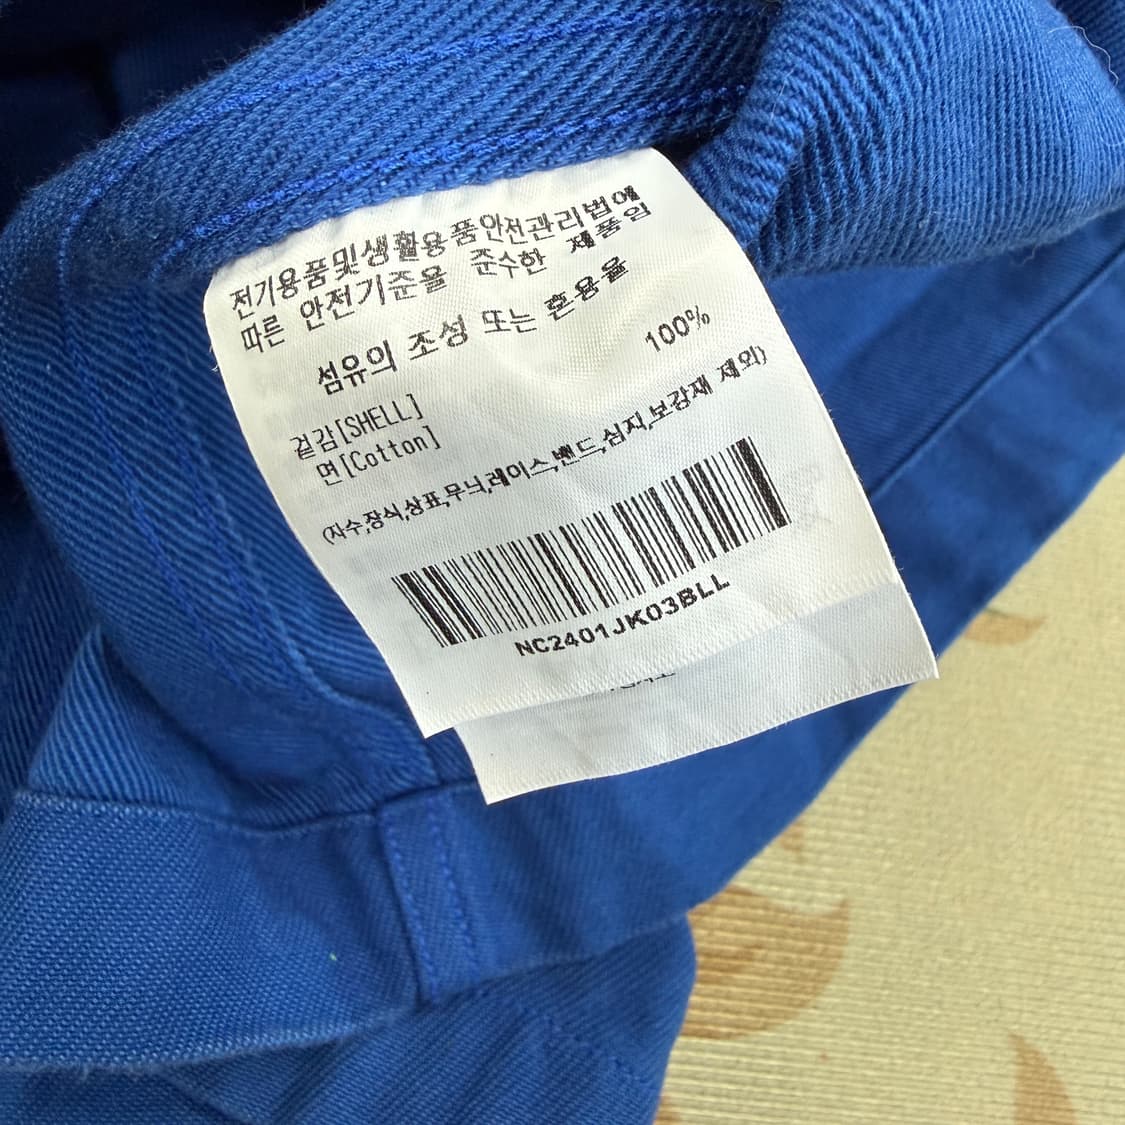 전기용품및생활용품안전관리법에
따른 안전기준을 준수한 제품임
섬유의 조성 또는 혼용율
겉감[SHELL]
면[Cotton] 100%
(자수,장식,상표,무늬,레이스,밴드,심지,보강재 제외)
NC2401JK03BLL